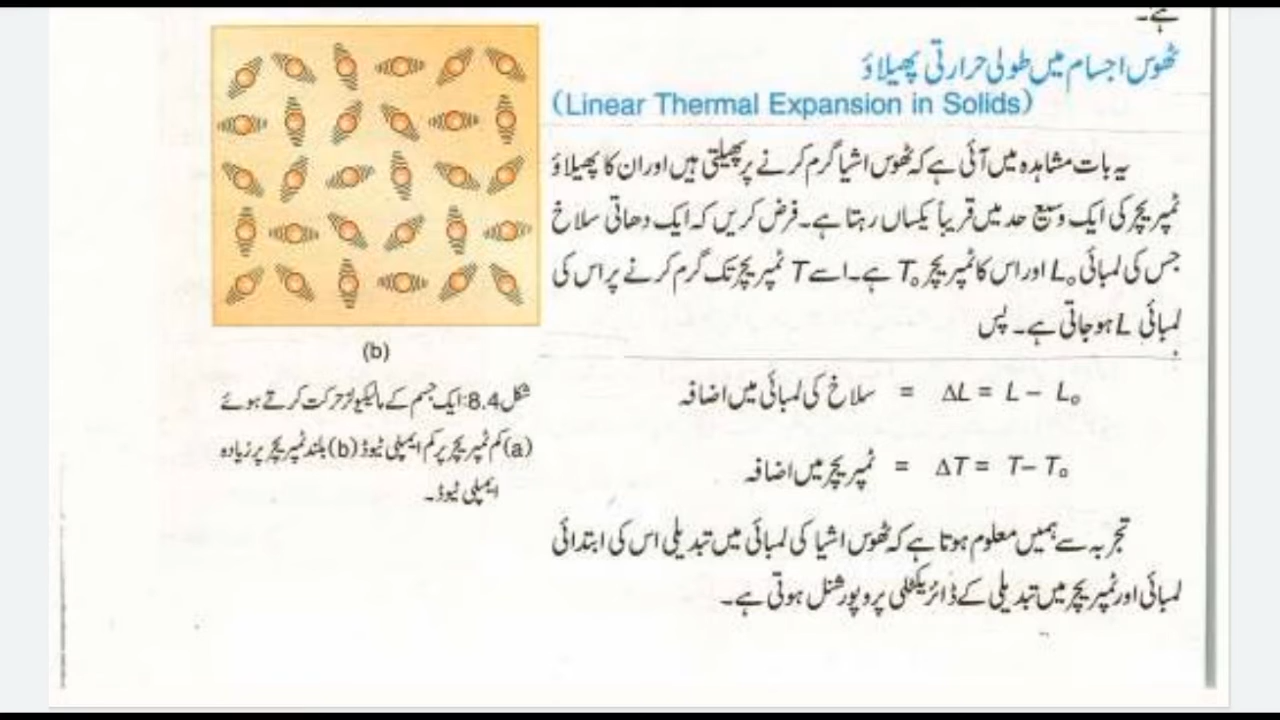 ہے۔
ٹھوس اجسام میں طولی حرارتی پھیلاؤ
(Linear Thermal Expansion in Solids)
یہ بات مشاہدہ میں آئی ہے کہ ٹھوس اشیا گرم کرنے پر پھیلتی ہیں اور ان کا پھیلاؤ
ٹمپریچر کی ایک وسیع حد میں قریباً یکساں رہتا ہے۔ فرض کریں کہ ایک دھاتی سلاخ
جس کی لمبائی L₀ اور اس کا ٹمپریچر T₀ ہے۔ اسے T ٹمپریچر تک گرم کرنے پر اس کی
لمبائی L ہو جاتی ہے۔ پس
سلاخ کی لمبائی میں اضافہ = ΔL = L – L₀
ٹمپریچر میں اضافہ = ΔT = T – T₀
تجربہ سے ہمیں معلوم ہوتا ہے کہ ٹھوس اشیا کی لمبائی میں تبدیلی اس کی ابتدائی
لمبائی اور ٹمپریچر میں تبدیلی کے ڈائریکٹلی پروپورشنل ہوتی ہے۔
(b)
شکل 8.4: ایک جسم کے مالیکیولز حرکت کرتے ہوئے
(a) کم ٹمپریچر پر کم ایمپلی ٹیوڈ (b) بلند ٹمپریچر پر زیادہ
ایمپلی ٹیوڈ۔